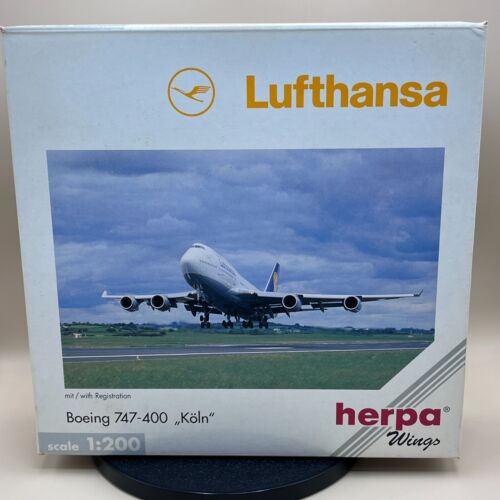 Lufthansa
mit / with Registration
Boeing 747-400 „Köln“
herpa®
Wings
scale 1:200